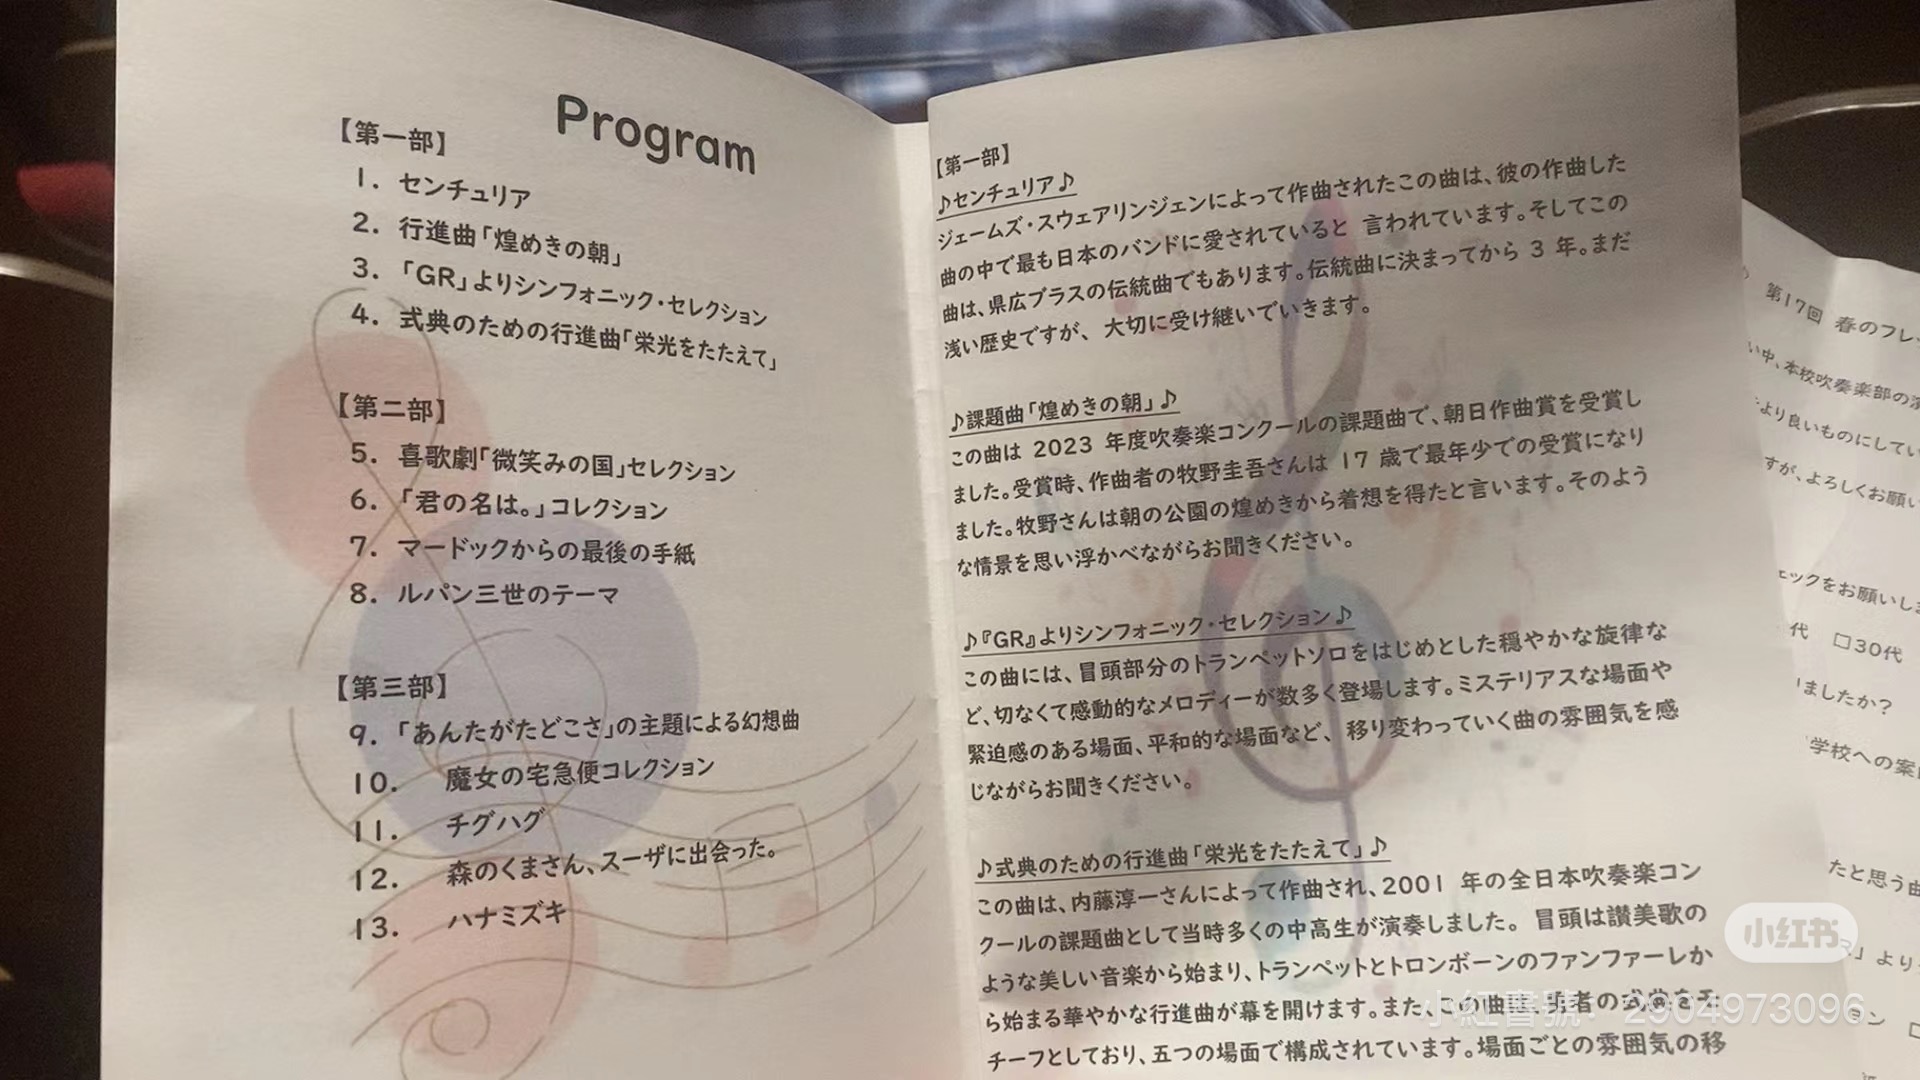 Program
【第一部】
1. センチュリア
2. 行進曲「煌めきの朝」
3. 「GR」よりシンフォニック・セレクション
4. 式典のための行進曲「栄光をたたえて」
【第二部】
5. 喜歌劇「微笑みの国」セレクション
6. 「君の名は。」コレクション
7. マードックからの最後の手紙
8. ルパン三世のテーマ
【第三部】
9. 「あんたがたどこさ」の主題による幻想曲
10. 魔女の宅急便コレクション
11. チグハグ
12. 森のくまさん、スーザに出会った。
13. ハナミズキ
【第一部】
♪センチュリア♪
ジェームズ・スウェアリンジェンによって作曲されたこの曲は、彼の作曲した
曲の中で最も日本のバンドに愛されていると 言われています。そしてこの
曲は、県広ブラスの伝統曲でもあります。伝統曲に決まってから 3 年。まだ
浅い歴史ですが、大切に受け継いでいきます。
♪課題曲「煌めきの朝」♪
この曲は 2023 年度吹奏楽コンクールの課題曲で、朝日作曲賞を受賞し
ました。受賞時、作曲者の牧野圭吾さんは 17 歳で最年少での受賞になり
ました。牧野さんは朝の公園の煌めきから着想を得たと言います。そのよう
な情景を思い浮かべながらお聞きください。
♪『GR』よりシンフォニック・セレクション♪
この曲には、冒頭部分のトランペットソロをはじめとした穏やかな旋律な
ど、切なくて感動的なメロディーが数多く登場します。ミステリアスな場面や
緊迫感のある場面、平和的な場面など、移り変わっていく曲の雰囲気を感
じながらお聞きください。
♪式典のための行進曲「栄光をたたえて」♪
この曲は、内藤淳一さんによって作曲され、2001 年の全日本吹奏楽コン
クールの課題曲として当時多くの中高生が演奏しました。 冒頭は讃美歌の
ような美しい音楽から始まり、トランペットとトロンボーンのファンファーレか
ら始まる華やかな行進曲が幕を開けます。また、この曲は勇者の式典をモ
チーフとしており、五つの場面で構成されています。場面ごとの雰囲気の移
第17回 春のフレ
い中、本校吹奏楽部の演
より良いものにしてい
すが、よろしくお願い
ェックをお願いしま
代 □30代
りましたか?
学校への案
たと思う曲
」より
ョン
小红书
小紅書號: 2904973096